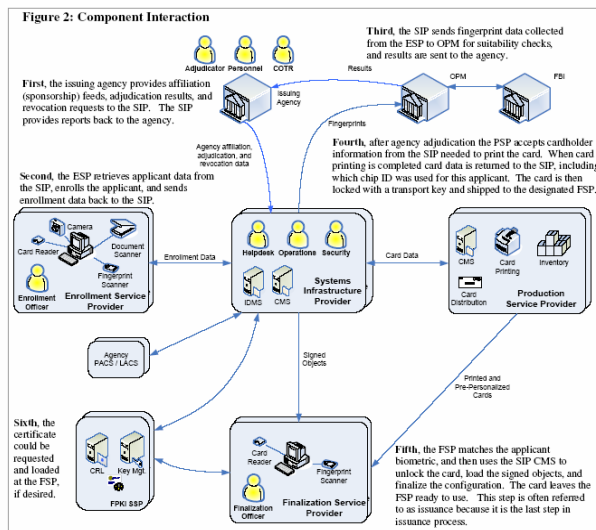 Figure 2: Component Interaction
Third, the SIP sends fingerprint data collected
from the ESP to OPM for suitability checks,
and results are sent to the agency.
Adjudicator
Personnel
COTR
Results
Issuing
Agency
OPM
FBI
Fingerprints
First, the issuing agency provides affiliation
(sponsorship) feeds, adjudication results, and
revocation requests to the SIP. The SIP
provides reports back to the agency.
Agency affiliation,
adjudication, and
revocation data
Fourth, after agency adjudication the PSP accepts cardholder
information from the SIP needed to print the card. When card
printing is completed card data is returned to the SIP, including
which chip ID was used for this applicant. The card is then
locked with a transport key and shipped to the designated FSP.
Second, the ESP retrieves applicant data from
the SIP, enrolls the applicant, and sends
enrollment data back to the SIP.
Camera
Card Reader
Document
Scanner
Fingerprint
Scanner
Enrollment
Officer
Enrollment Service
Provider
Enrollment Data
Helpdesk
Operations
Security
IDMS
CMS
Systems
Infrastructure
Provider
Card Data
CMS
Card
Printing
Inventory
Card
Distribution
Production
Service Provider
Agency
PACS / LACS
Signed
Objects
Printed and
Pre-Personalized
Cards
Sixth, the
certificate
could be
requested
and loaded
at the FSP,
if desired.
CRL
Key Mgt.
FPKI SSP
Card
Reader
Fingerprint
Scanner
Finalization
Officer
Finalization Service
Provider
Fifth, the FSP matches the applicant
biometric, and then uses the SIP CMS to
unlock the card, load the signed objects, and
finalize the configuration. The card leaves the
FSP ready to use. This step is often referred
to as issuance because it is the last step in
issuance process.